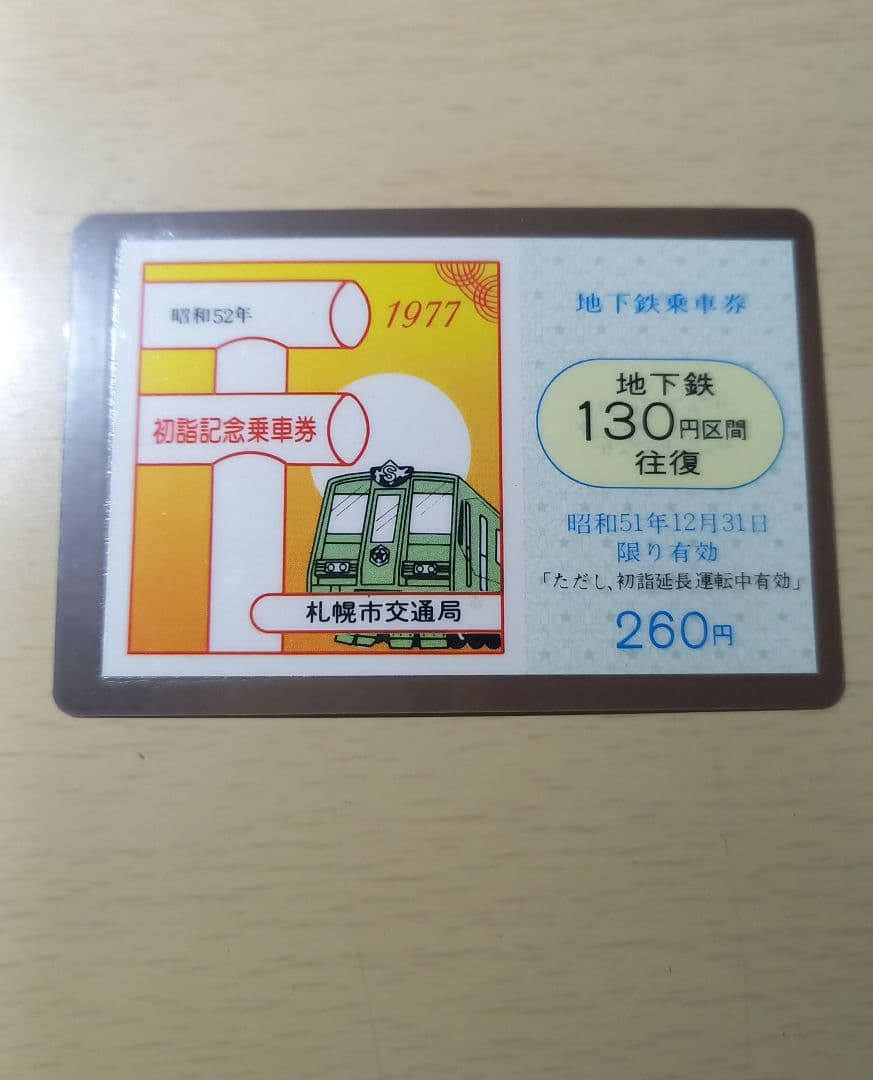 昭和52年
1977
初詣記念乗車券
S
札幌市交通局
地下鉄乗車券
地下鉄
130円区間
往復
昭和51年12月31日
限り有効
「ただし、初詣延長運転中有効」
260円